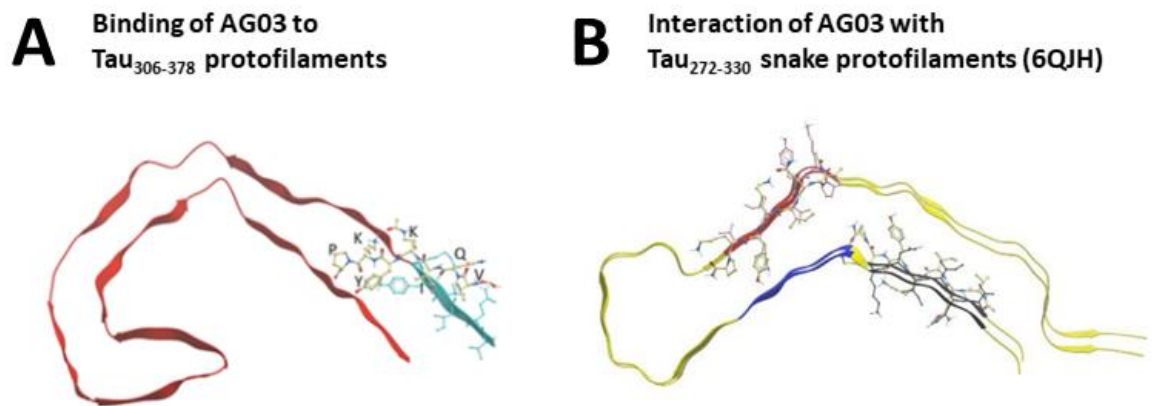 A
Binding of AG03 to
Tau306-378 protofilaments
B
Interaction of AG03 with
Tau272-330 snake protofilaments (6QJH)
P
K
K
Q
V
Y
I